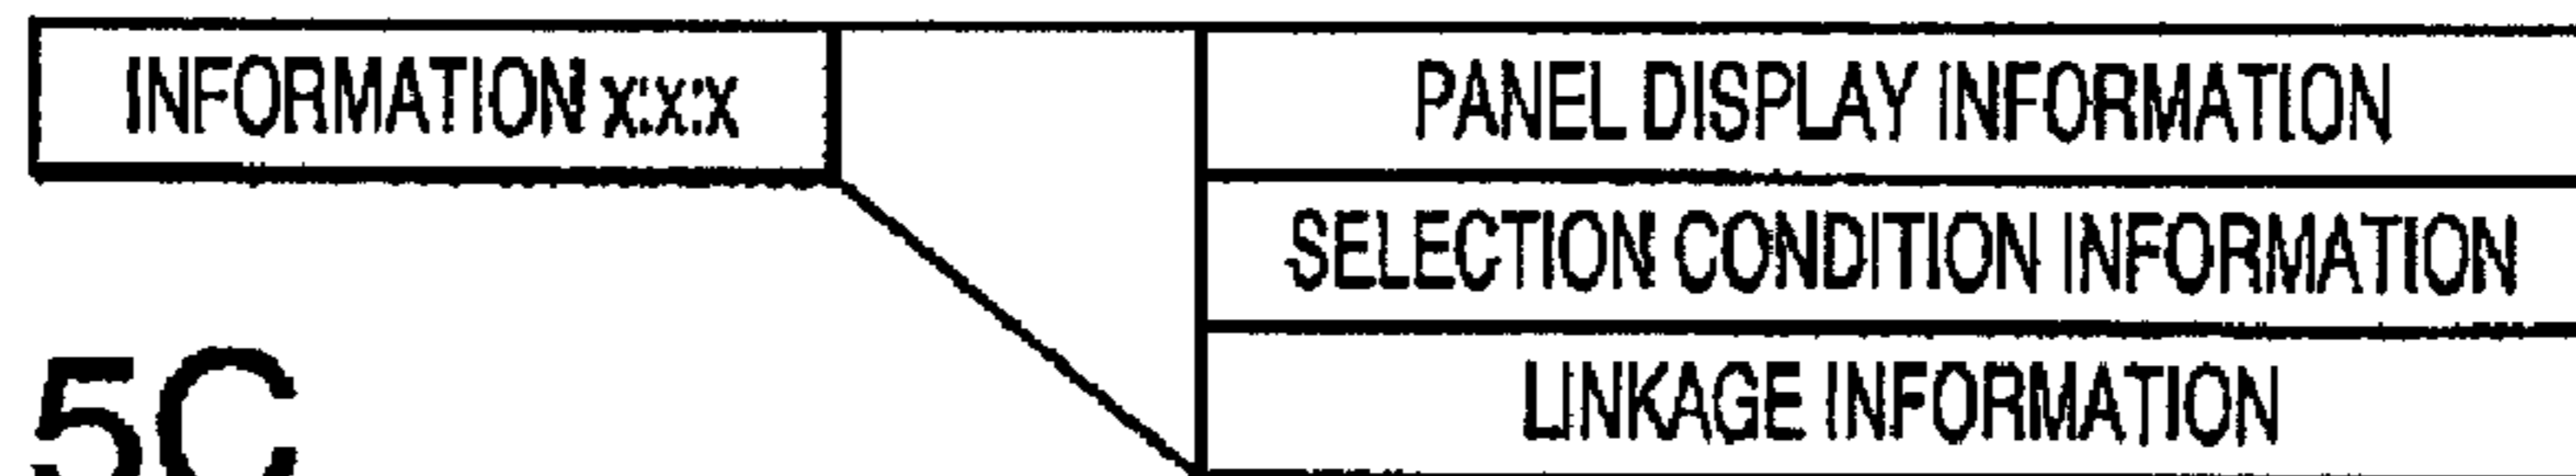 INFORMATION x:x:x
PANEL DISPLAY INFORMATION
SELECTION CONDITION INFORMATION
LINKAGE INFORMATION
5C